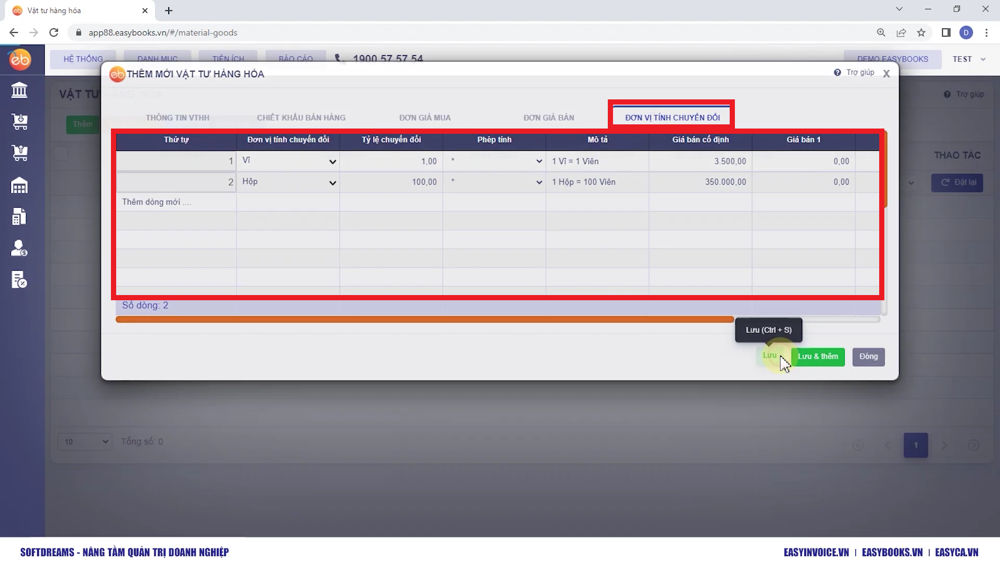 Vật tư hàng hóa
app88.easybooks.vn/#/material-goods
D
eb
HỆ THỐNG
DANH MỤC
TIỆN ÍCH
BÁO CÁO
1900 57.57.54
DEMO EASYBOOKS
TEST
eb THÊM MỚI VẬT TƯ HÀNG HÓA
Trợ giúp
X
VẬT TƯ
Trợ giúp
THÔNG TIN VTHH
CHIẾT KHẤU BÁN HÀNG
ĐƠN GIÁ MUA
ĐƠN GIÁ BÁN
ĐƠN VỊ TÍNH CHUYỂN ĐỔI
Thêm
Thứ tự
Đơn vị tính chuyển đổi
Tỷ lệ chuyển đổi
Phép tính
Mô tả
Giá bán cố định
Giá bán 1
THAO TÁC
1
Vỉ
1,00
*
1 Vỉ = 1 Viên
3.500,00
0,00
2
Hộp
100,00
*
1 Hộp = 100 Viên
350.000,00
0,00
Đặt lại
Thêm dòng mới ....
Số dòng: 2
Lưu (Ctrl + S)
Lưu
Lưu & thêm
Đóng
10
Tổng số: 0
1
SOFTDREAMS - NÂNG TẦM QUẢN TRỊ DOANH NGHIỆP
EASYINVOICE.VN | EASYBOOKS.VN | EASYCA.VN